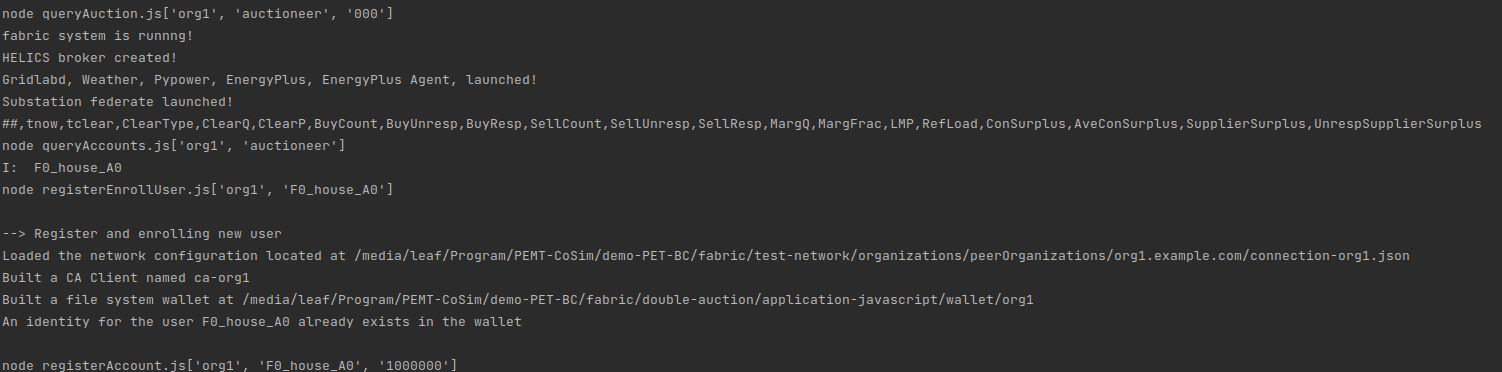 node queryAuction.js['org1', 'auctioneer', '000']
fabric system is runnng!
HELICS broker created!
Gridlabd, Weather, Pypower, EnergyPlus, EnergyPlus Agent, launched!
Substation federate launched!
##,tnow,tclear,ClearType,ClearQ,ClearP,BuyCount,BuyUnresp,BuyResp,SellCount,SellUnresp,SellResp,MargQ,MargFrac,LMP,RefLoad,ConSurplus,AveConSurplus,SupplierSurplus,UnrespSupplierSurplus
node queryAccounts.js['org1', 'auctioneer']
I:  F0_house_A0
node registerEnrollUser.js['org1', 'F0_house_A0']
--> Register and enrolling new user
Loaded the network configuration located at /media/leaf/Program/PEMT-CoSim/demo-PET-BC/fabric/test-network/organizations/peerOrganizations/org1.example.com/connection-org1.json
Built a CA Client named ca-org1
Built a file system wallet at /media/leaf/Program/PEMT-CoSim/demo-PET-BC/fabric/double-auction/application-javascript/wallet/org1
An identity for the user F0_house_A0 already exists in the wallet
node registerAccount.js['org1', 'F0_house_A0', '1000000']